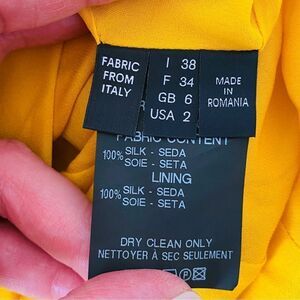 FABRIC
FROM
ITALY
I 38
F 34
GB 6
USA 2
MADE
IN
ROMANIA
FABRIC CONTENT
100% SILK - SEDA
SOIE - SETA
LINING
100% SILK - SEDA
SOIE - SETA
DRY CLEAN ONLY
NETTOYER À SEC SEULEMENT